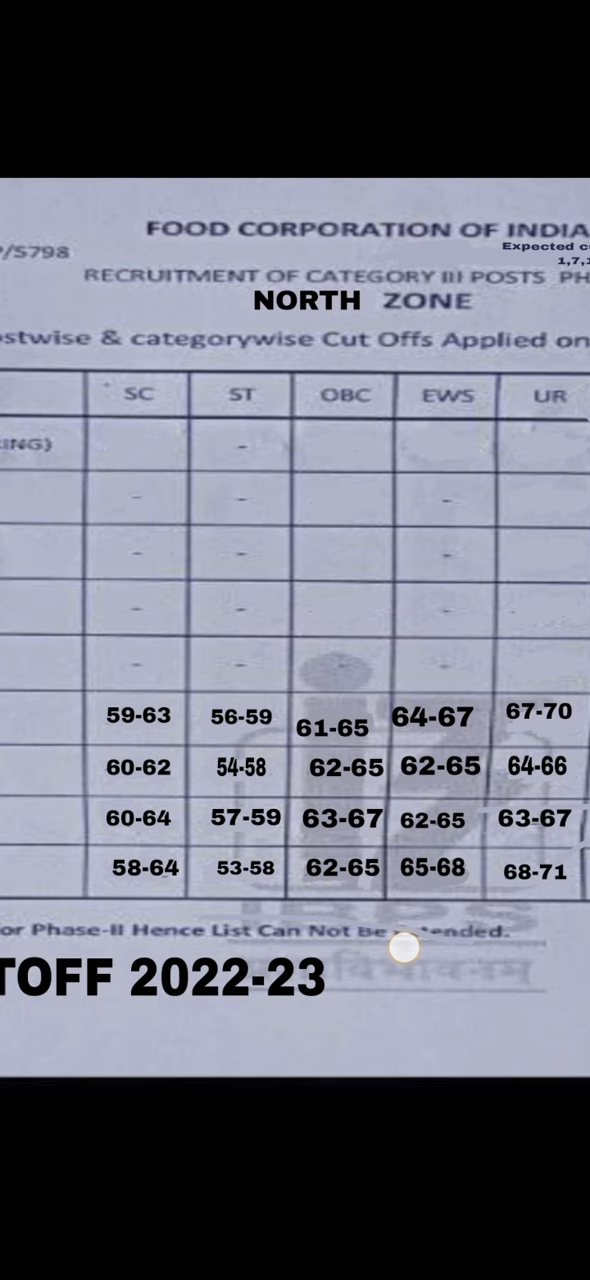 FOOD CORPORATION OF INDIA
P/5798
Expected
1,7,1
RECRUITMENT OF CATEGORY III POSTS PH
NORTH ZONE
ostwise & categorywise Cut Offs Applied on
SC ST OBC EWS UR
ING)
-
- - -
- - -
- - -
- - -
59-63 56-59 61-65 64-67 67-70
60-62 54-58 62-65 62-65 64-66
60-64 57-59 63-67 62-65 63-67
58-64 53-58 62-65 65-68 68-71
IBPS
or Phase-II Hence List Can Not Be
TOFF 2022-23